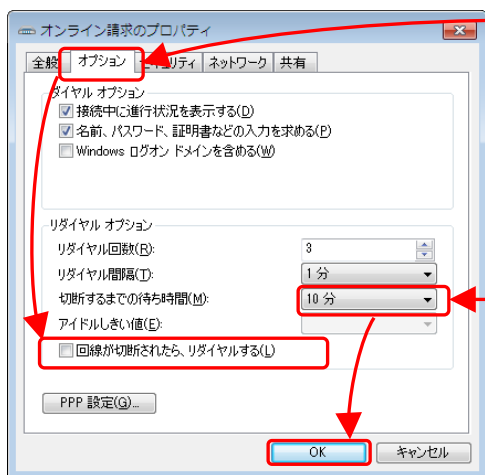 オンライン請求のプロパティ
全般 オプション セキュリティ ネットワーク 共有
ダイヤル オプション
接続中に進行状況を表示する(D)
名前、パスワード、証明書などの入力を求める(P)
Windows ログオン ドメインを含める(W)
リダイヤル オプション
リダイヤル回数(R): 3
リダイヤル間隔(T): 1 分
切断するまでの待ち時間(M): 10 分
アイドルしきい値(E):
回線が切断されたら、リダイヤルする(L)
PPP 設定(G)...
OK キャンセル